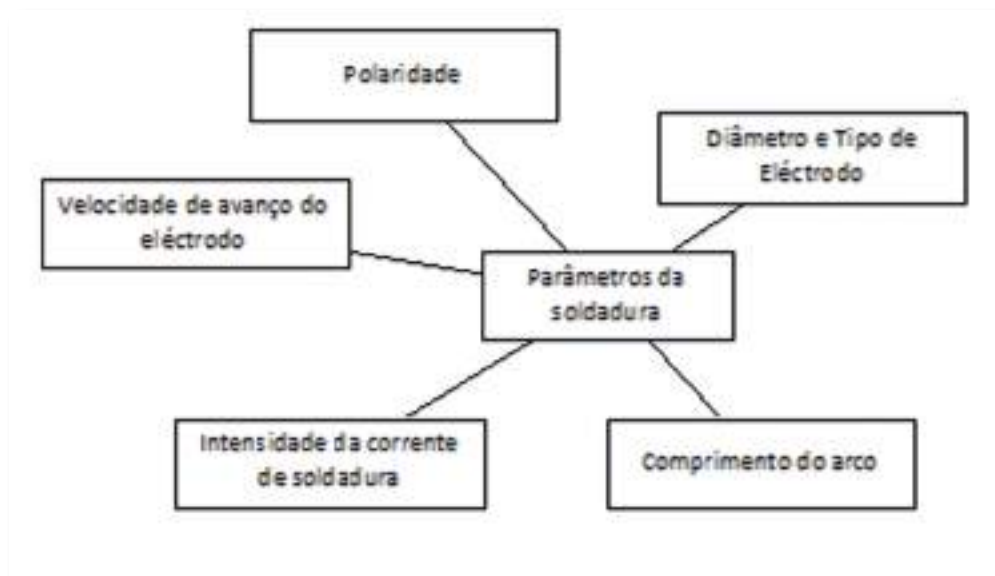 Polaridade
Diâmetro e Tipo de
Eléctrodo
Velocidade de avanço do
eléctrodo
Parâmetros da
soldadura
Intensidade da corrente
de soldadura
Comprimento do arco